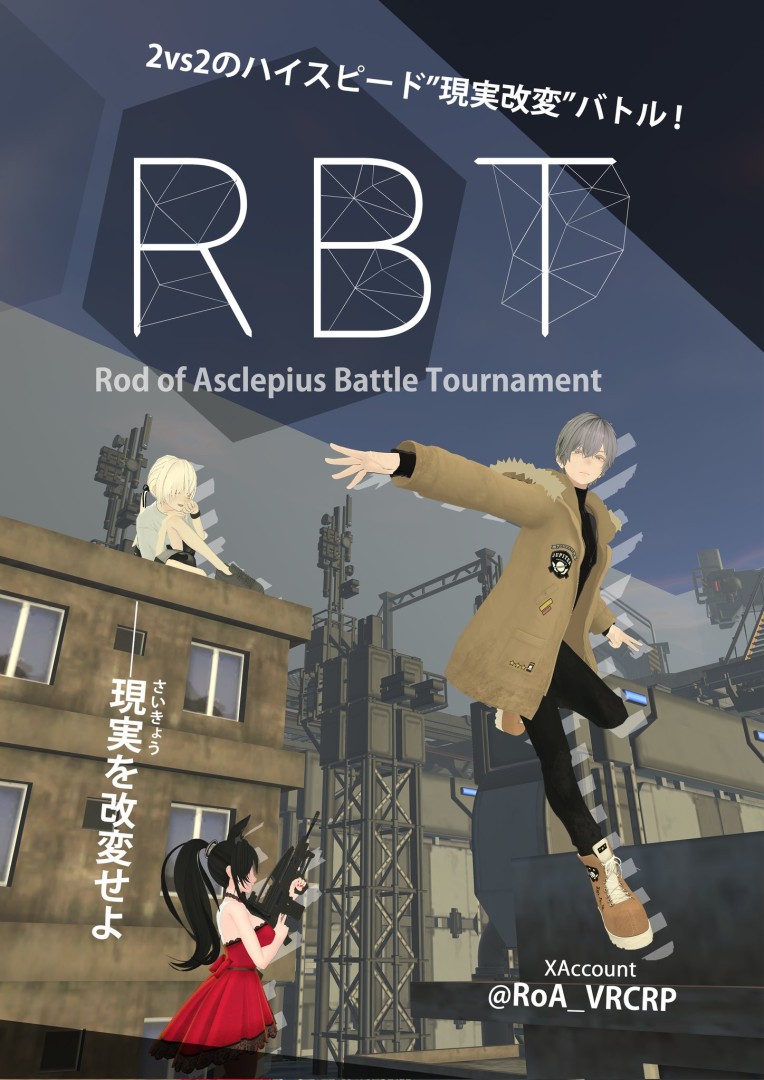 2vs2のハイスピード”現実改変”バトル！
RBT
Rod of Asclepius Battle Tournament
さいきょう
現実を改変せよ
XAccount
@RoA_VRCRP